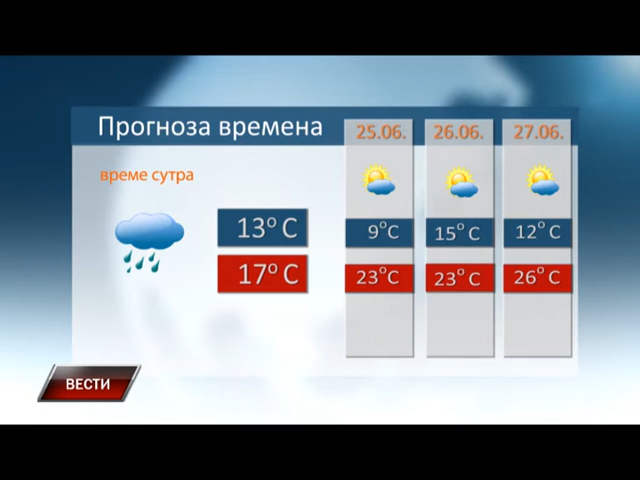 Прогноза времена
време сутра
13°C
17°C
25.06.
26.06.
27.06.
9°C
15°C
12°C
23°C
23°C
26°C
ВЕСТИ